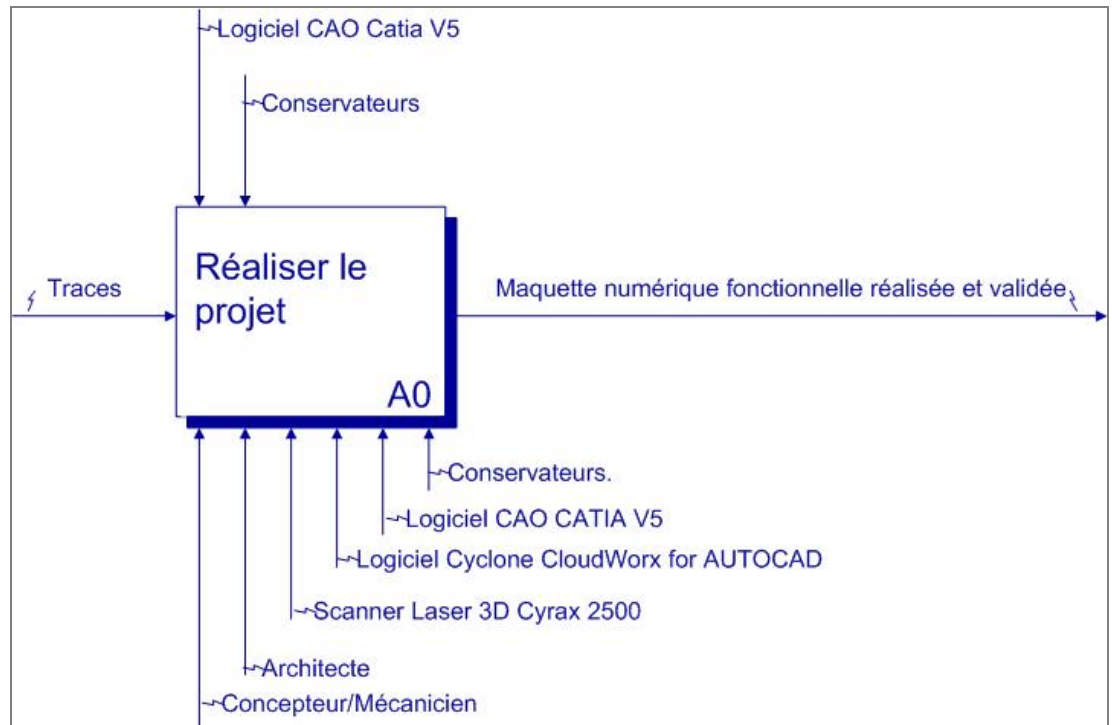 Logiciel CAO Catia V5
Conservateurs
Réaliser le
projet
A0
Traces
Maquette numérique fonctionnelle réalisée et validée
Conservateurs.
Logiciel CAO CATIA V5
Logiciel Cyclone CloudWorx for AUTOCAD
Scanner Laser 3D Cyrax 2500
Architecte
Concepteur/Mécanicien